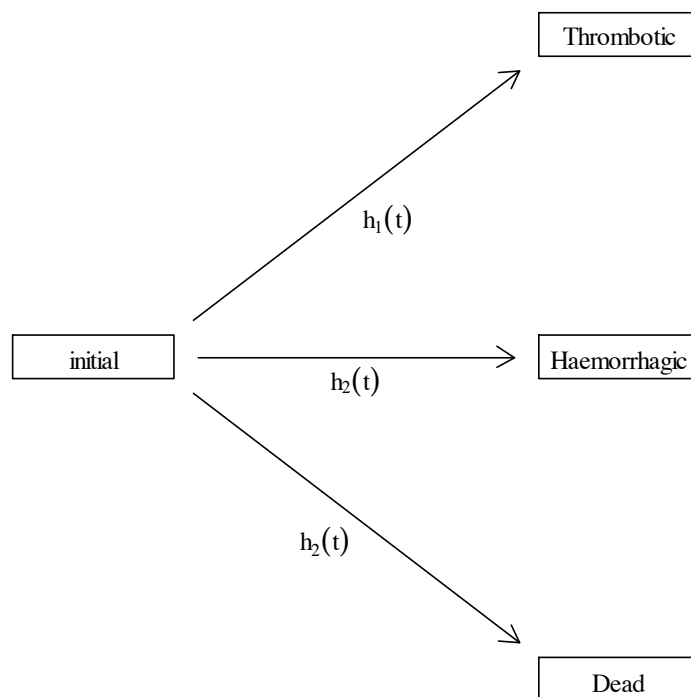 Thrombotic
h₁(t)
initial
Haemorrhagic
h₂(t)
h₂(t)
Dead